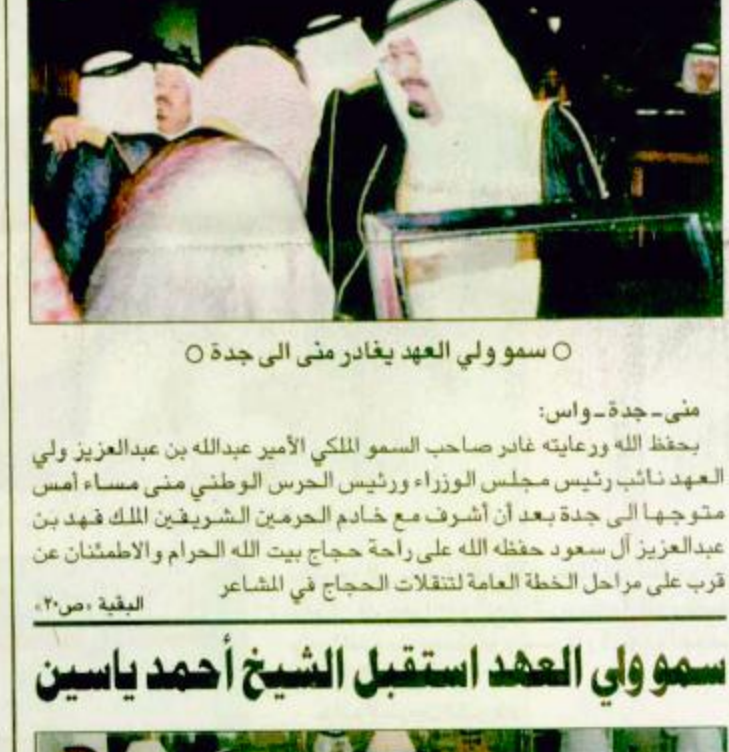 ○ سمو ولي العهد يغادر منى الى جدة ○
منى ـ جدة ـ واس:
بحفظ الله ورعايته غادر صاحب السمو الملكي الأمير عبدالله بن عبدالعزيز ولي
العهد نائب رئيس مجلس الوزراء ورئيس الحرس الوطني منى مساء أمس
متوجها الى جدة بعد أن أشرف مع خادم الحرمين الشريفين الملك فهد بن
عبدالعزيز آل سعود حفظه الله على راحة حجاج بيت الله الحرام والاطمئنان عن
قرب على مراحل الخطة العامة لتنقلات الحجاج في المشاعر
البقية «ص٢٠»
سمو ولي العهد استقبل الشيخ أحمد ياسين